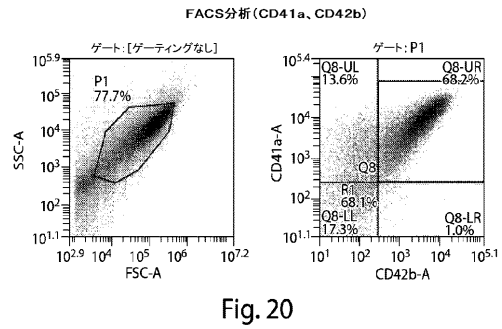 FACS分析(CD41a、CD42b)
ゲート:[ゲーティングなし]
P1
77.7%
SSC-A
10^5.9
10^5
10^4
10^3
10^2
10^1.1
10^2.9 10^4 10^5 10^6 10^7.2
FSC-A
ゲート:P1
Q8-UL
13.6%
Q8-UR
68.2%
CD41a-A
10^5.9
10^5
10^4
10^3
10^2
10^1.1
Q8
R1
68.1%
Q8-LL
17.3%
Q8-LR
1.0%
10^1 10^3 10^4 10^5.1
CD42b-A
Fig. 20